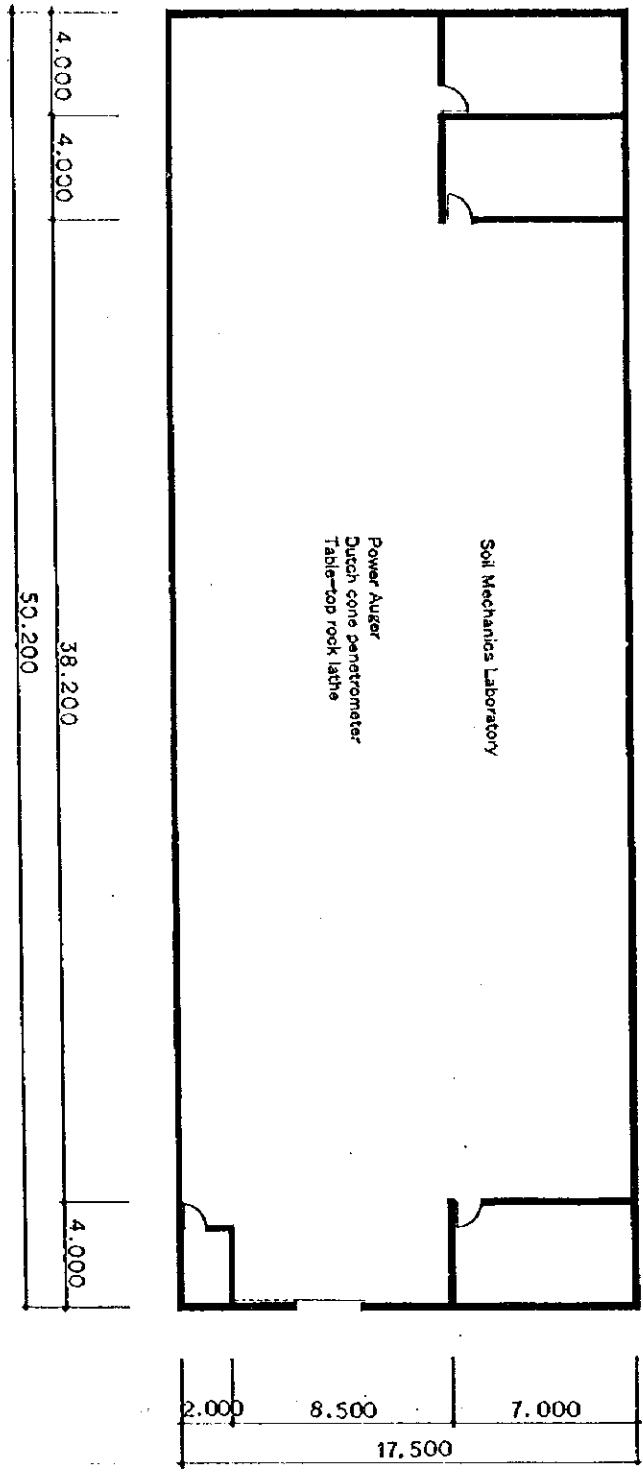 4.000
4.000
38.200
4.000
50.200
Soil Mechanics Laboratory
Power Auger
Dutch cone penetrometer
Table-top rock lathe
2.000
8.500
7.000
17.500